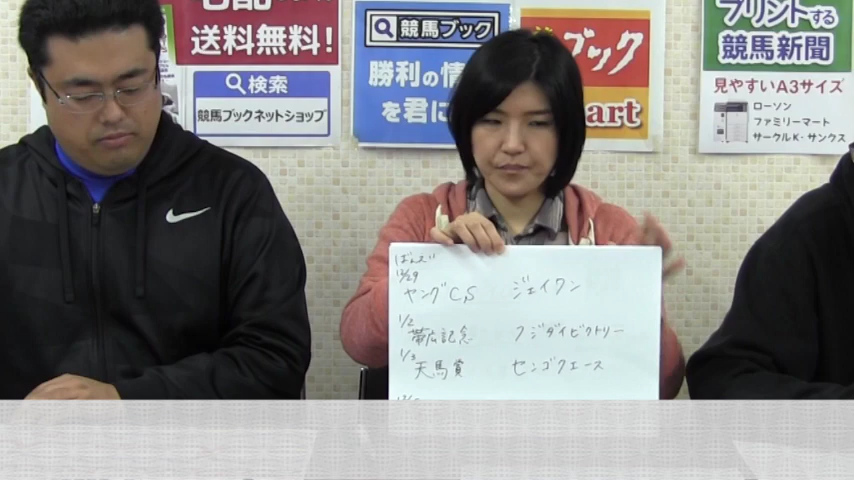 送料無料!
検索
競馬ブックネットショップ
競馬ブック
勝利の情
を君に
ブック
art
プリントする
競馬新聞
見やすいA3サイズ
ローソン
ファミリーマート
サークルK・サンクス
ばんえい
12/29
ヤングC,S ジェイワン
1/2
帯広記念 フジダイビクトリー
1/3
天馬賞 センゴクエース